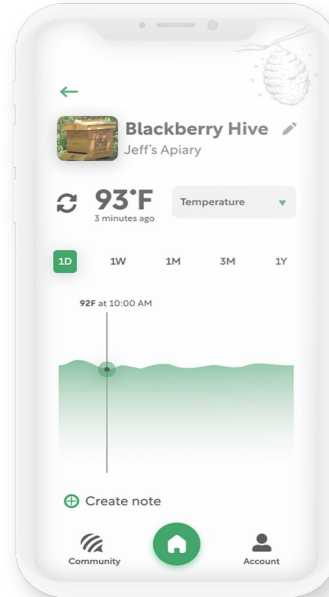 Blackberry Hive
Jeff's Apiary
93°F
3 minutes ago
Temperature
1D 1W 1M 3M 1Y
92F at 10:00 AM
Create note
Community
Account